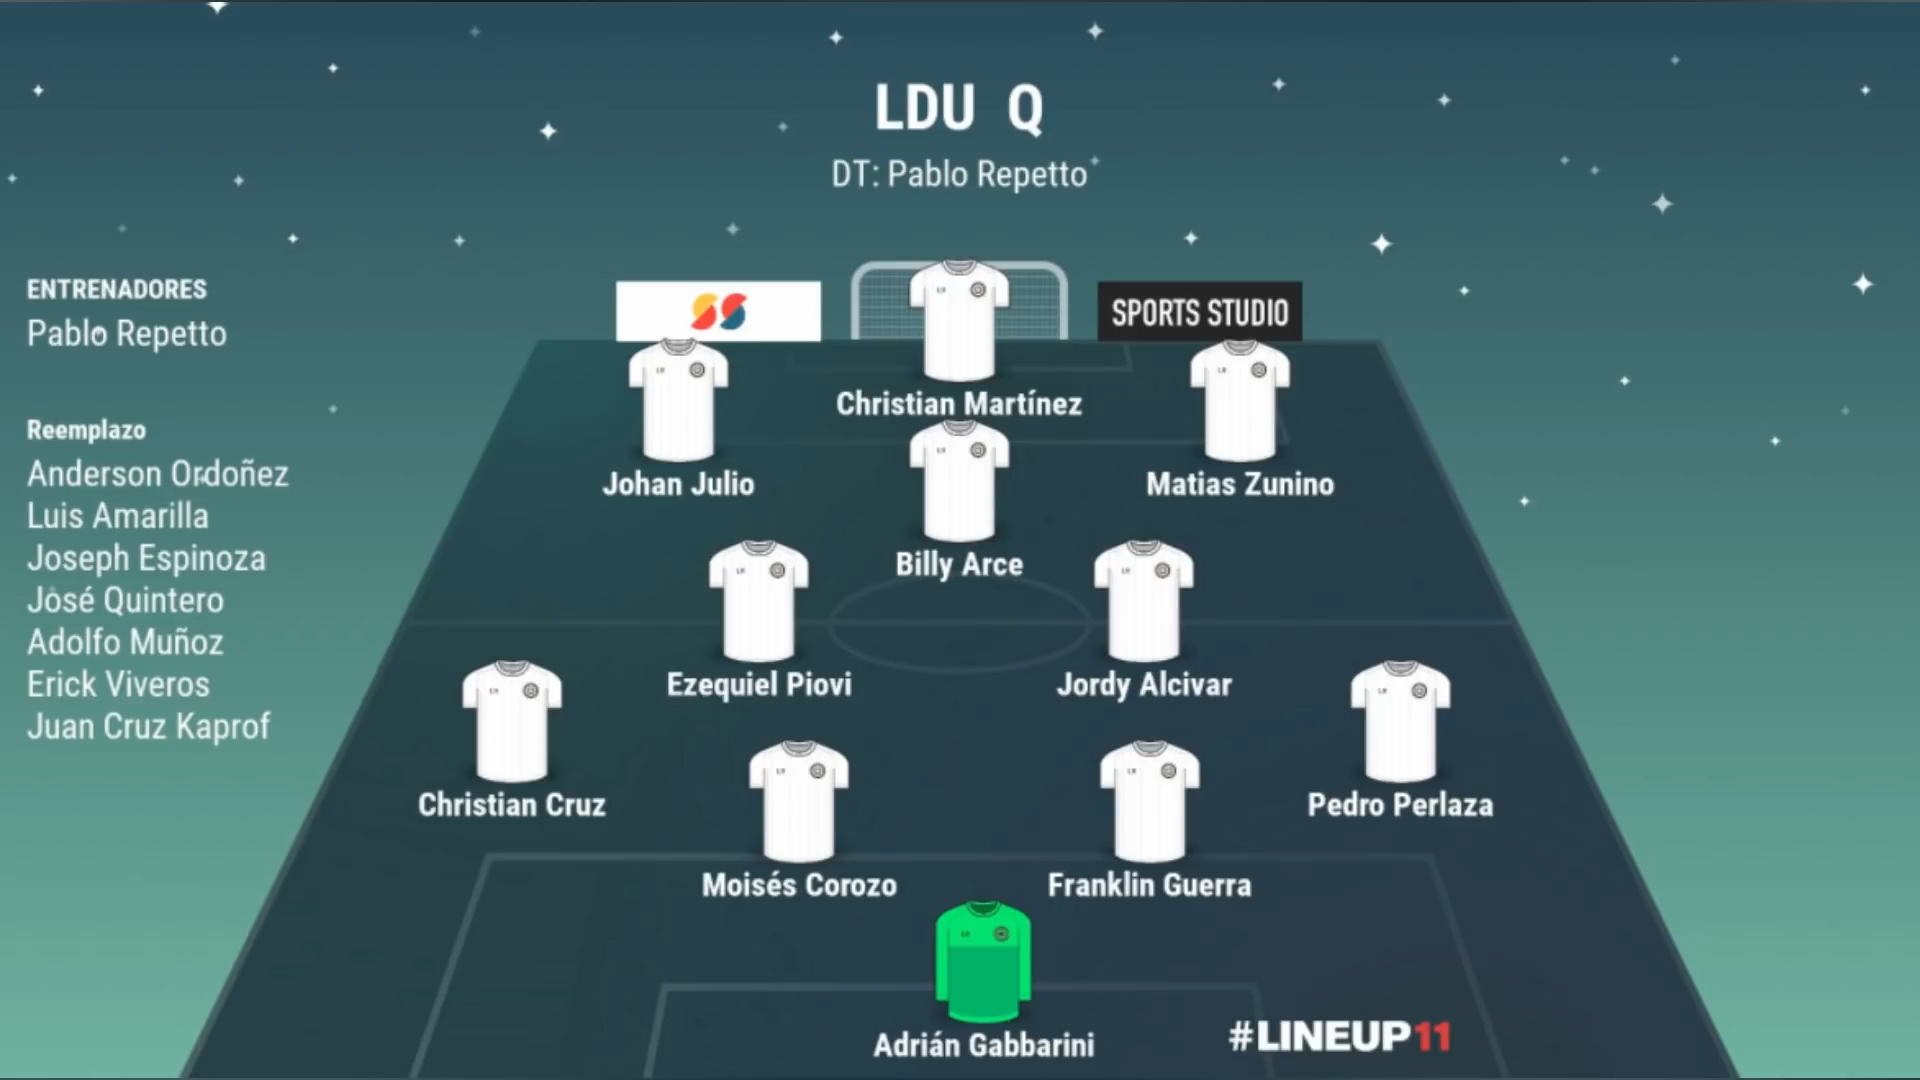 LDU Q
DT: Pablo Repetto
ENTRENADORES
Pablo Repetto
Reemplazo
Anderson Ordoñez
Luis Amarilla
Joseph Espinoza
José Quintero
Adolfo Muñoz
Erick Viveros
Juan Cruz Kaprof
SPORTS STUDIO
Christian Martínez
Johan Julio
Matias Zunino
Billy Arce
Ezequiel Piovi
Jordy Alcivar
Christian Cruz
Pedro Perlaza
Moisés Corozo
Franklin Guerra
Adrián Gabbarini
#LINEUP11